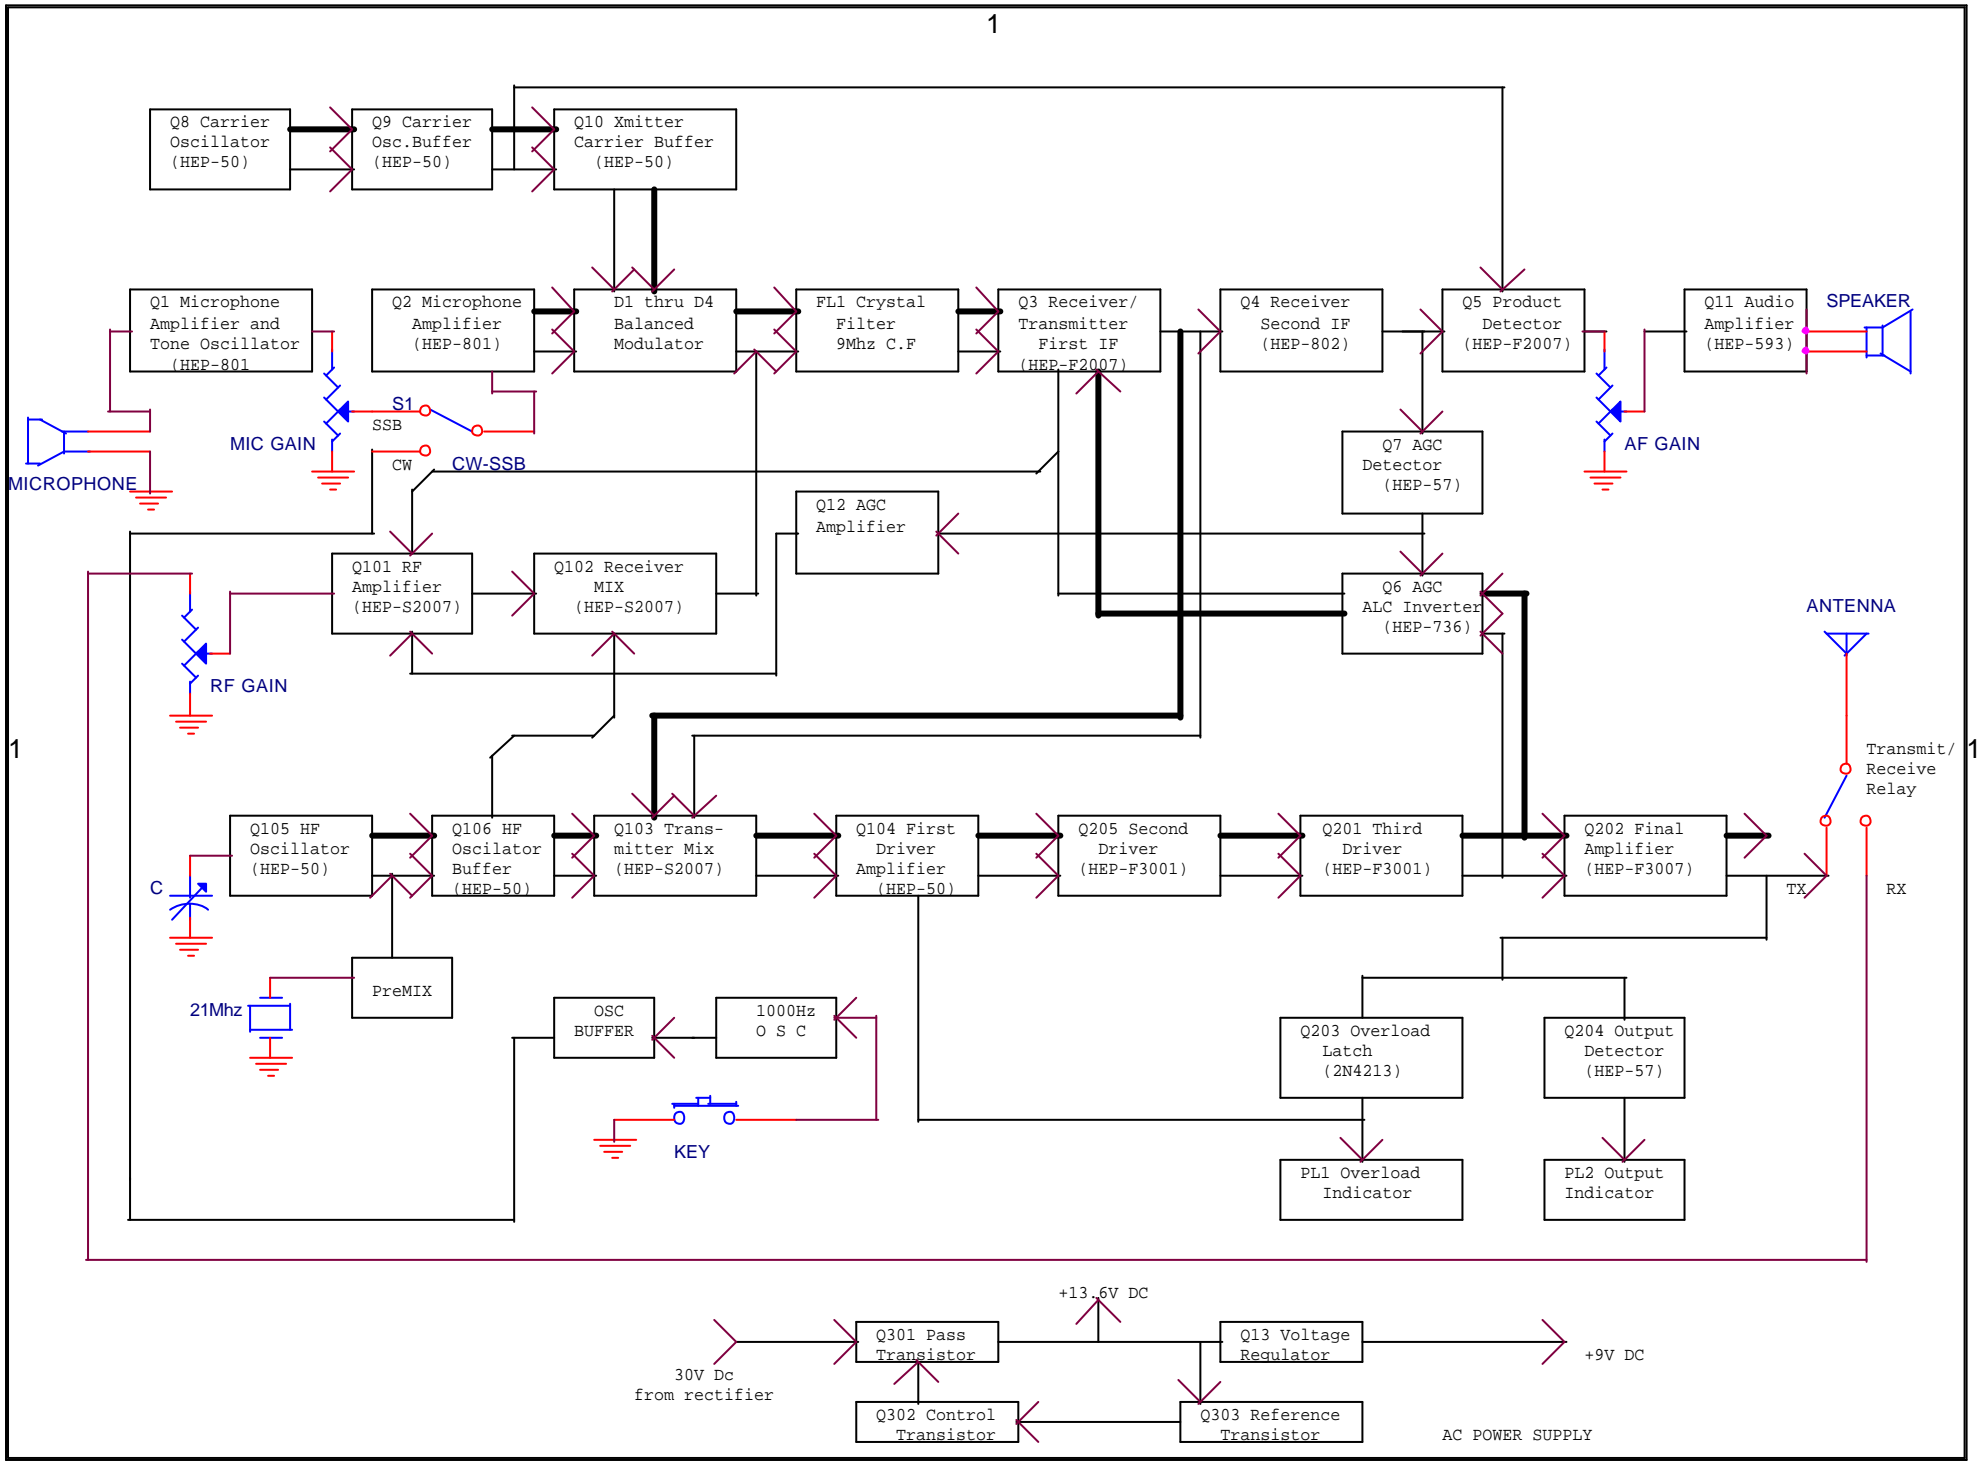 1
Q8 Carrier
Oscillator
(HEP-50)
Q9 Carrier
Osc.Buffer
(HEP-50)
Q10 Xmitter
Carrier Buffer
(HEP-50)
Q1 Microphone
Amplifier and
Tone Oscillator
(HEP-801
Q2 Microphone
Amplifier
(HEP-801)
D1 thru D4
Balanced
Modulator
FL1 Crystal
Filter
9Mhz C.F
Q3 Receiver/
Transmitter
First IF
(HEP-F2007)
Q4 Receiver
Second IF
(HEP-802)
Q5 Product
Detector
(HEP-F2007)
Q11 Audio
Amplifier
(HEP-593)
SPEAKER
MICROPHONE
MIC GAIN
S1
SSB
CW
CW-SSB
Q7 AGC
Detector
(HEP-57)
AF GAIN
Q12 AGC
Amplifier
Q101 RF
Amplifier
(HEP-S2007)
Q102 Receiver
MIX
(HEP-S2007)
Q6 AGC
ALC Inverter
(HEP-736)
ANTENNA
RF GAIN
1
1
Transmit/
Receive
Relay
Q105 HF
Oscillator
(HEP-50)
Q106 HF
Oscilator
Buffer
(HEP-50)
Q103 Trans-
mitter Mix
(HEP-S2007)
Q104 First
Driver
Amplifier
(HEP-50)
Q205 Second
Driver
(HEP-F3001)
Q201 Third
Driver
(HEP-F3001)
Q202 Final
Amplifier
(HEP-F3007)
TX
RX
C
PreMIX
21Mhz
OSC
BUFFER
1000Hz
O S C
KEY
Q203 Overload
Latch
(2N4213)
Q204 Output
Detector
(HEP-57)
PL1 Overload
Indicator
PL2 Output
Indicator
+13.6V DC
30V Dc
from rectifier
Q301 Pass
Transistor
Q13 Voltage
Regulator
+9V DC
Q302 Control
Transistor
Q303 Reference
Transistor
AC POWER SUPPLY